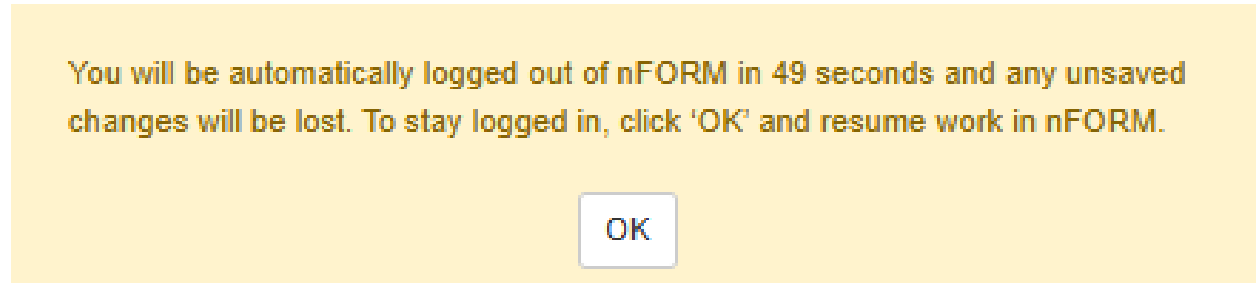 You will be automatically logged out of nFORM in 49 seconds and any unsaved
changes will be lost. To stay logged in, click ‘OK’ and resume work in nFORM.
OK